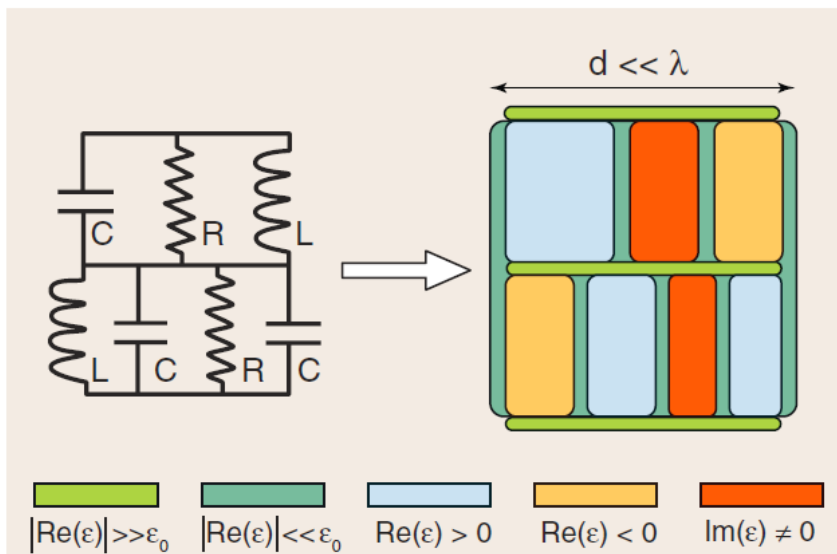 d << λ
C
R
L
L
C
R
C
|Re(ε)| >>ε₀
|Re(ε)| <<ε₀
Re(ε) > 0
Re(ε) < 0
Im(ε) ≠ 0